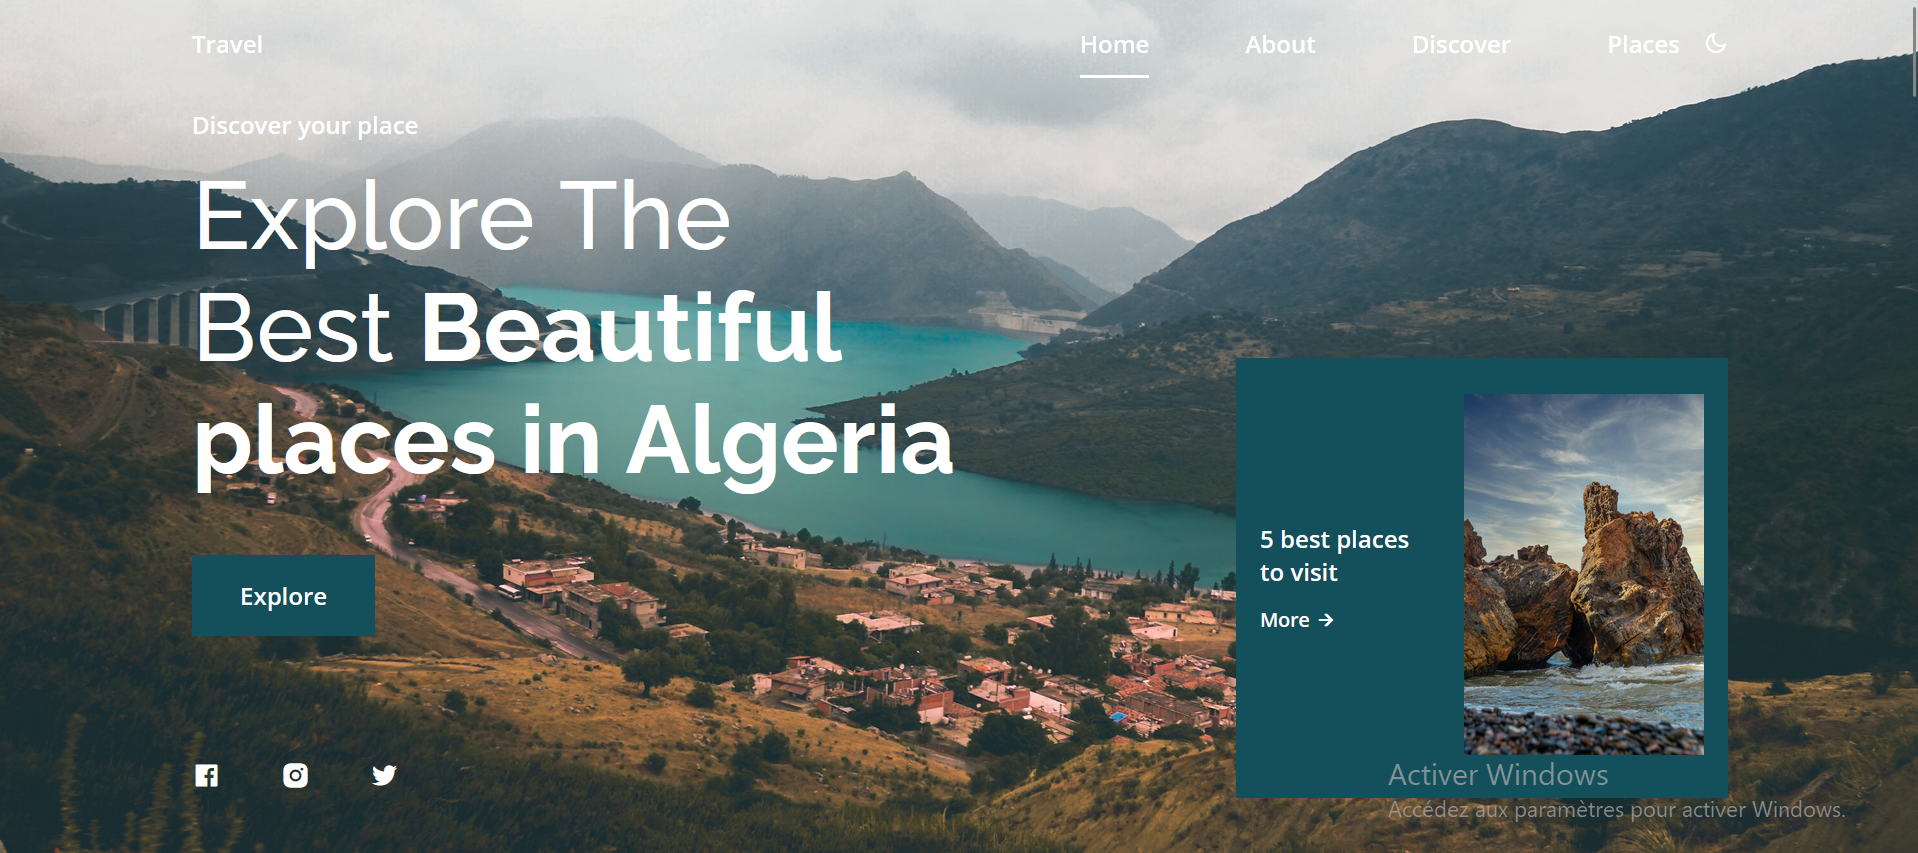 Travel
Home
About
Discover
Places
Discover your place
Explore The
Best Beautiful
places in Algeria
Explore
5 best places
to visit
More →
Activer Windows
Accédez aux paramètres pour activer Windows.